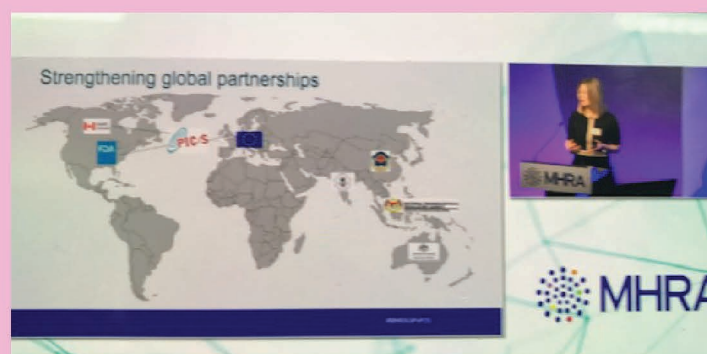 Strengthening global partnerships
PIC/S
FDA
MHRA
MHRA